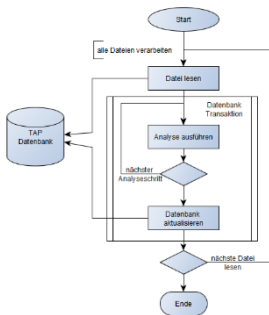 Start
alle Dateien verarbeiten
Datei lesen
Datenbank
Transaktion
TAP
Datenbank
Analyse ausführen
nächster
Analyseschritt
Datenbank
aktualisieren
nächste Datei
lesen
Ende